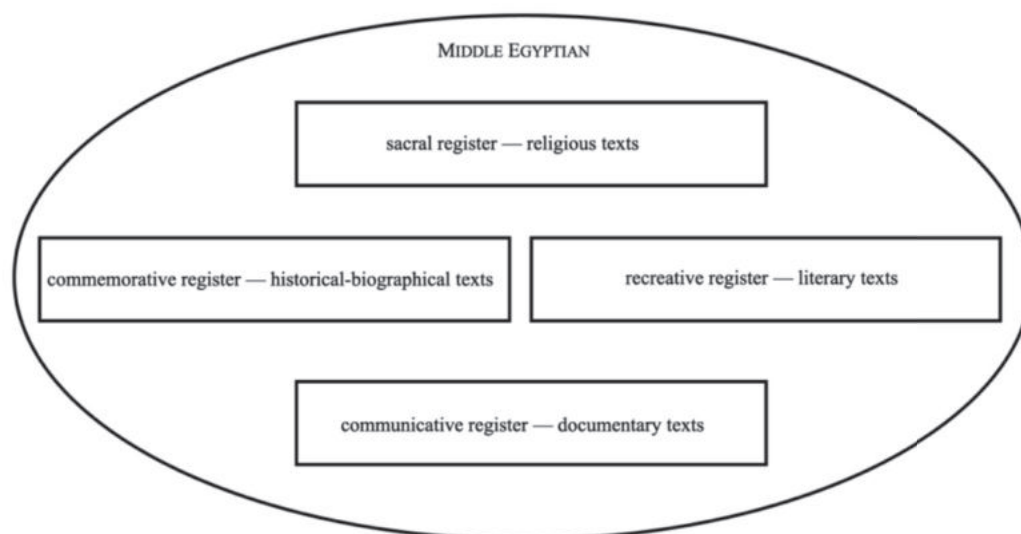 MIDDLE EGYPTIAN
sacral register — religious texts
commemorative register — historical-biographical texts
recreative register — literary texts
communicative register — documentary texts